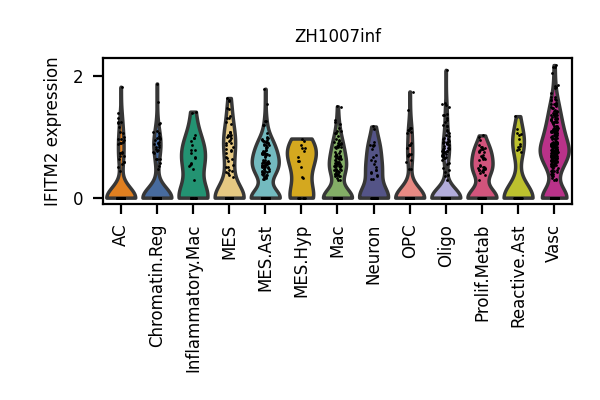 ZH1007inf
IFITM2 expression
2
0
AC
Chromatin.Reg
Inflammatory.Mac
MES
MES.Ast
MES.Hyp
Mac
Neuron
OPC
Oligo
Prolif.Metab
Reactive.Ast
Vasc